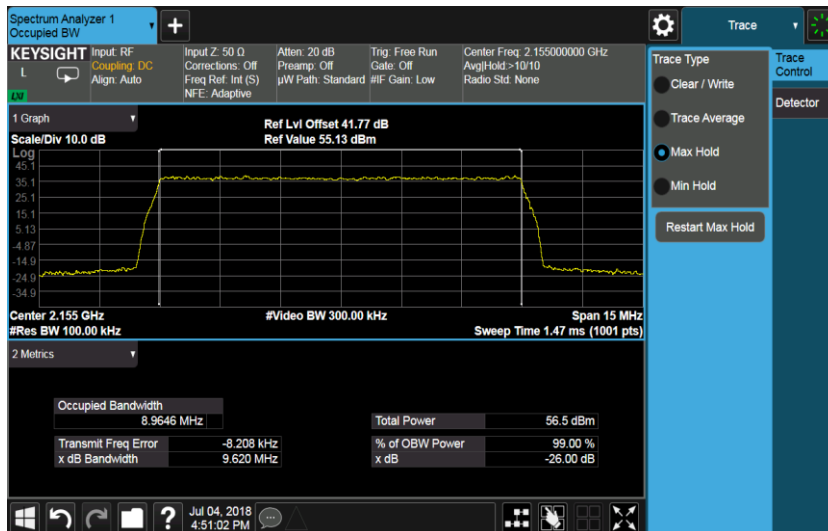 Spectrum Analyzer 1
Occupied BW
+
Trace
KEYSIGHT
L
LXI
Input: RF
Coupling: DC
Align: Auto
Input Z: 50 Ω
Corrections: Off
Freq Ref: Int (S)
NFE: Adaptive
Atten: 20 dB
Preamp: Off
µW Path: Standard
Trig: Free Run
Gate: Off
#IF Gain: Low
Center Freq: 2.155000000 GHz
Avg|Hold:>10/10
Radio Std: None
1 Graph
Scale/Div 10.0 dB
Ref Lvl Offset 41.77 dB
Ref Value 55.13 dBm
Log
45.1
35.1
25.1
15.1
5.13
-4.87
-14.9
-24.9
-34.9
Center 2.155 GHz
#Res BW 100.00 kHz
#Video BW 300.00 kHz
Span 15 MHz
Sweep Time 1.47 ms (1001 pts)
2 Metrics
Occupied Bandwidth
8.9646 MHz
Total Power 56.5 dBm
Transmit Freq Error -8.208 kHz
% of OBW Power 99.00 %
x dB Bandwidth 9.620 MHz
x dB -26.00 dB
Trace Type
Clear / Write
Trace Average
Max Hold
Min Hold
Restart Max Hold
Trace
Control
Detector
?
Jul 04, 2018
4:51:02 PM